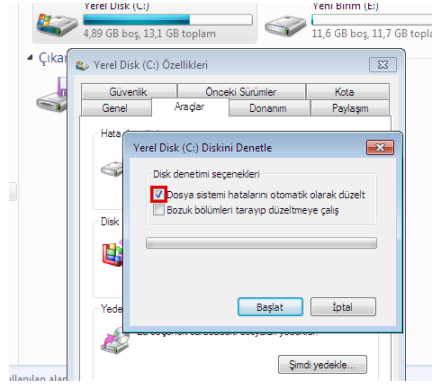 Yerel Disk (C:)
Yeni Birim (E:)
4,89 GB boş, 13,1 GB toplam
11,6 GB boş, 11,7 GB topla
Çıka
Yerel Disk (C:) Özellikleri
Güvenlik
Önceki Sürümler
Kota
Genel
Araçlar
Donanım
Paylaşım
Hata
Yerel Disk (C:) Diskini Denetle
Disk denetimi seçenekleri
Dosya sistemi hatalarını otomatik olarak düzelt
Bozuk bölümleri tarayıp düzeltmeye çalış
Disk
Başlat
İptal
Yede
Şimdi yedekle...